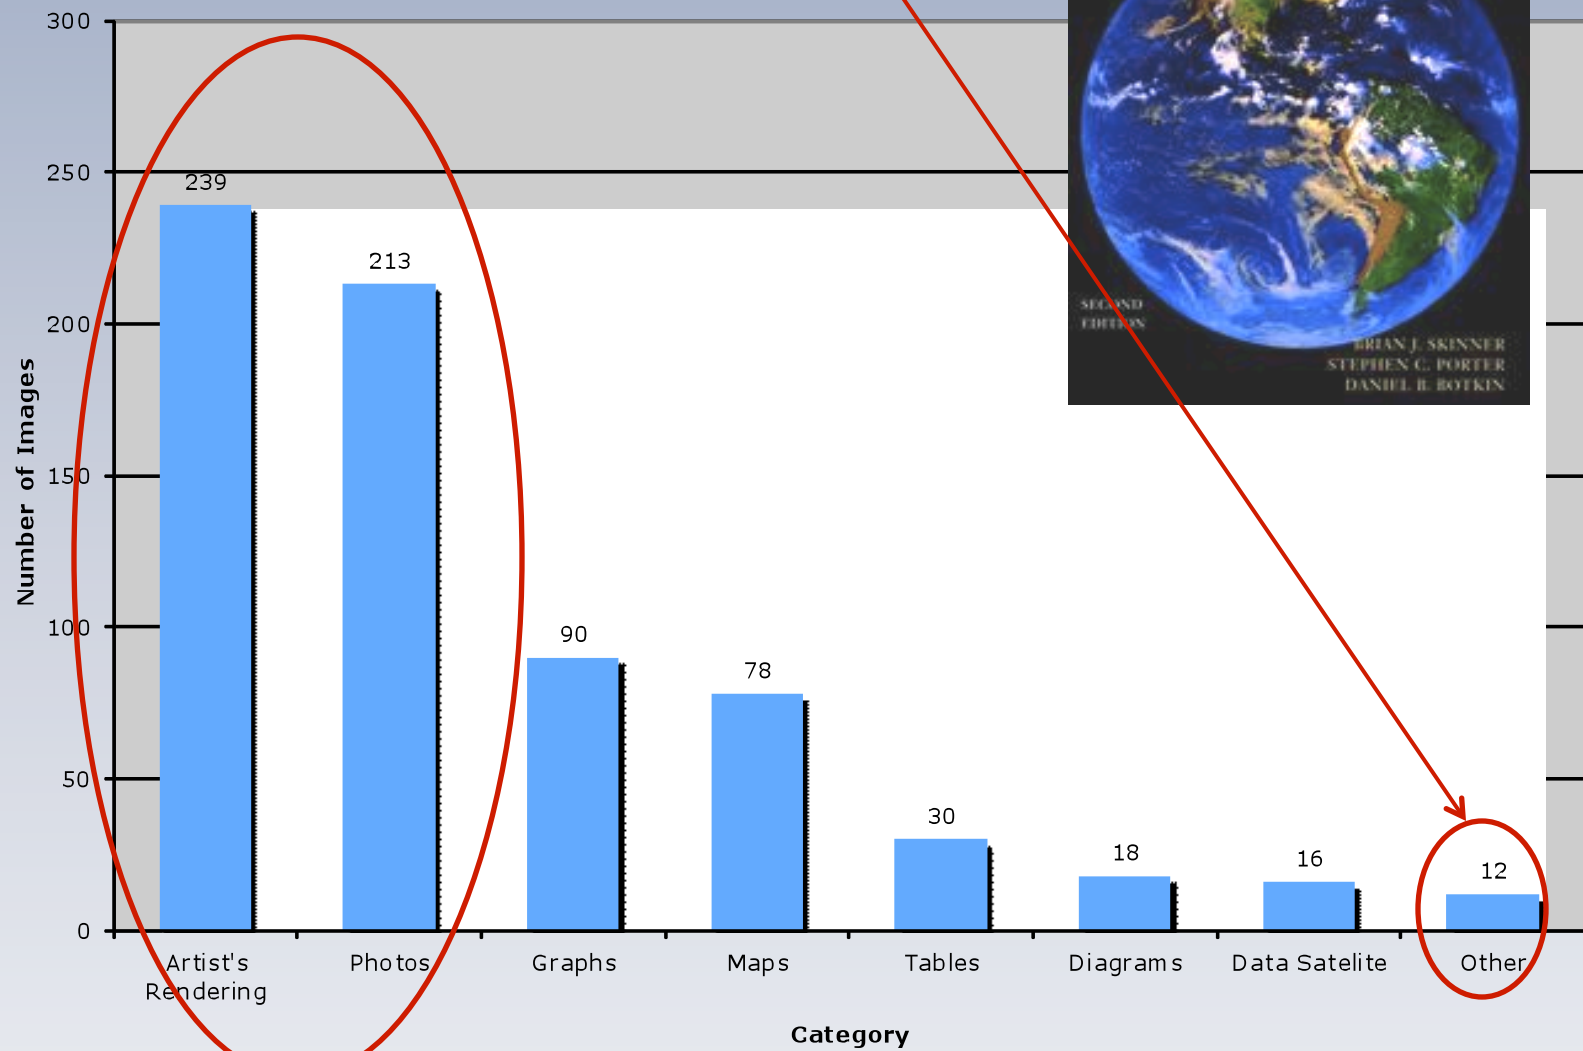 300
250
200
150
100
50
0
Number of Images
239
213
90
78
30
18
16
12
SECOND
EDITION
BRIAN J. SKINNER
STEPHEN C. PORTER
DANIEL B. BOTKIN
Artist's
Rendering
Photos
Graphs
Maps
Tables
Diagrams
Data Satelite
Other
Category